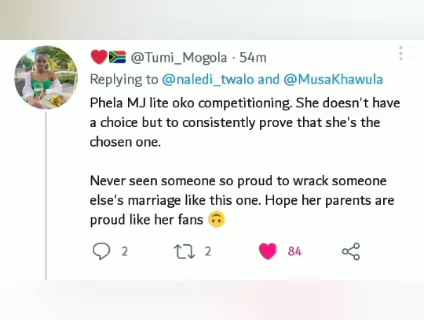 @Tumi_Mogola · 54m
Replying to @naledi_twalo and @MusaKhawula
Phela MJ lite oko competitioning. She doesn't have
a choice but to consistently prove that she's the
chosen one.
Never seen someone so proud to wrack someone
else's marriage like this one. Hope her parents are
proud like her fans 🙃
2 2 84